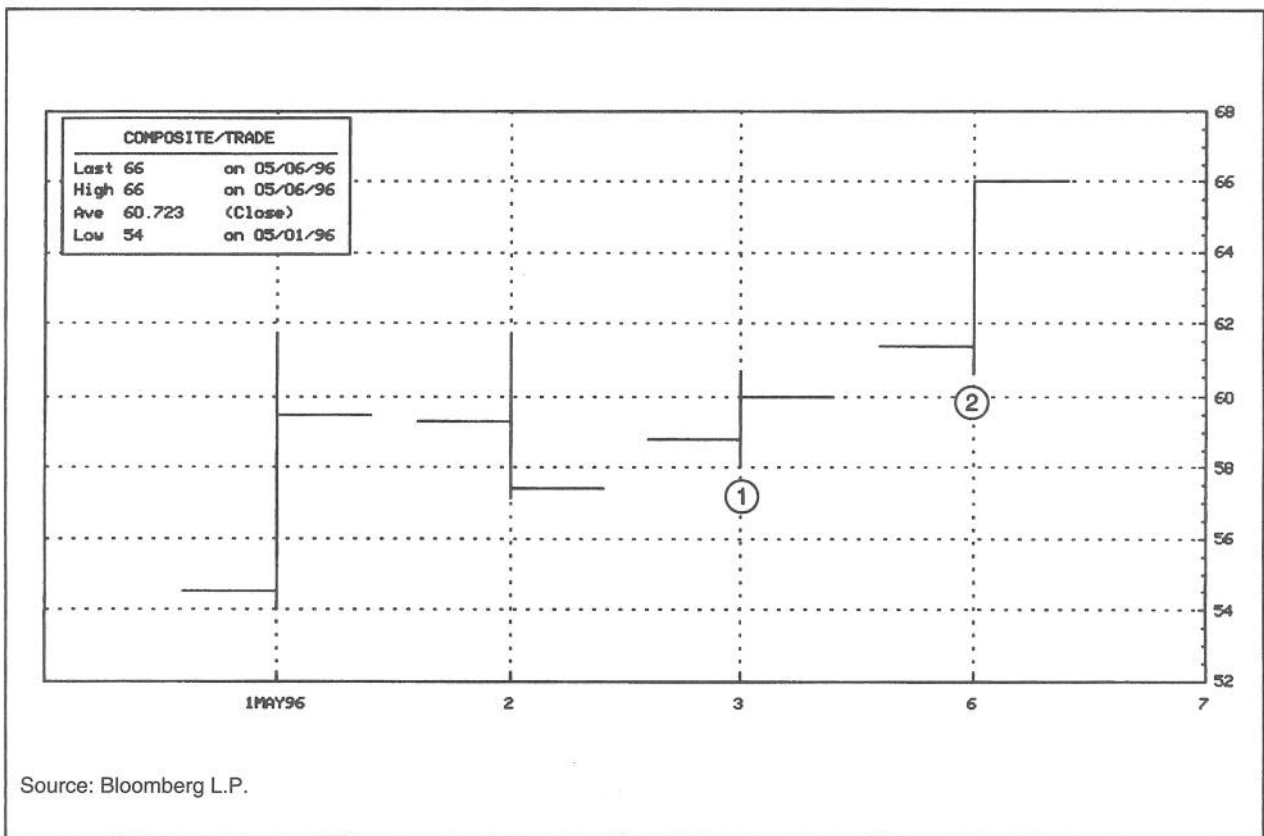 COMPOSITE/TRADE
Last 66 on 05/06/96
High 66 on 05/06/96
Ave 60.723 (Close)
Low 54 on 05/01/96
68
66
64
62
60
58
56
54
52
1
2
1MAY96 2 3 6 7
Source: Bloomberg L.P.